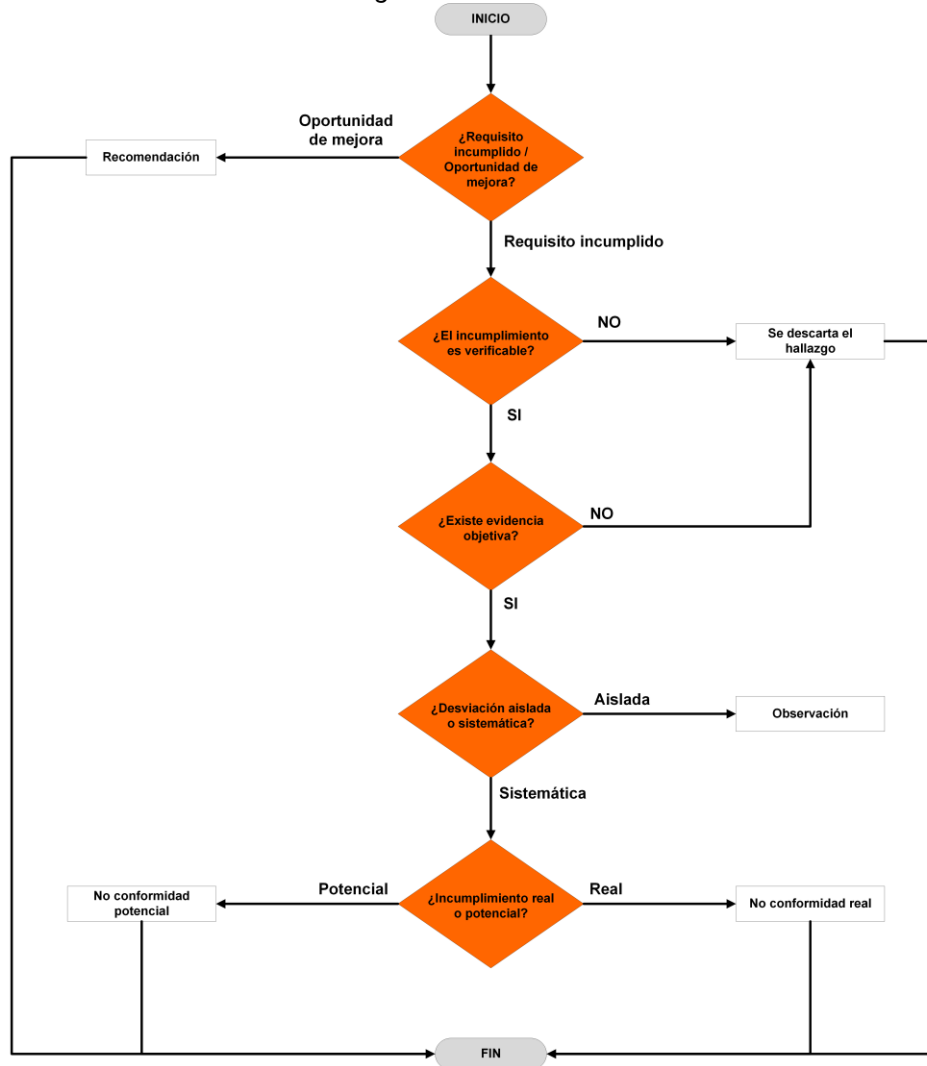 INICIO
Oportunidad
de mejora
¿Requisito
incumplido /
Oportunidad de
mejora?
Recomendación
Requisito incumplido
¿El incumplimiento
es verificable?
NO
Se descarta el
hallazgo
SI
¿Existe evidencia
objetiva?
NO
SI
¿Desviación aislada
o sistemática?
Aislada
Observación
Sistemática
No conformidad
potencial
Potencial
¿Incumplimiento real
o potencial?
Real
No conformidad real
FIN